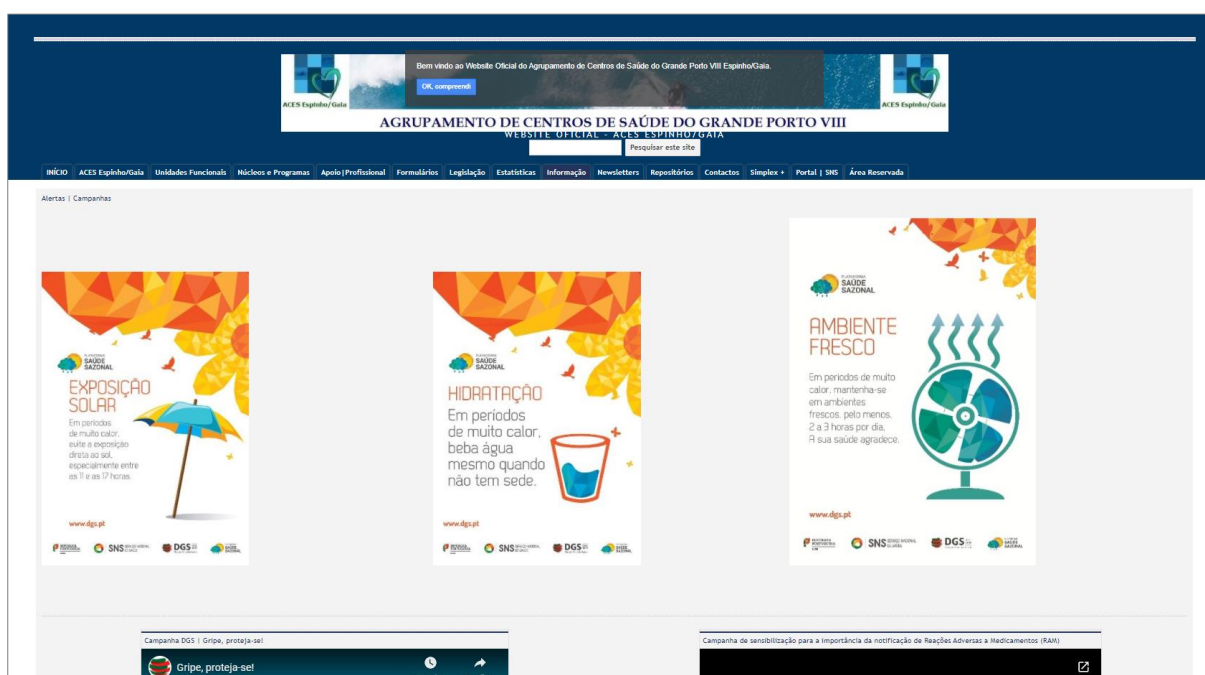 Bem vindo ao Website Oficial do Agrupamento de Centros de Saúde do Grande Porto VIII Espinho/Gaia.
OK, compreendi
ACES Espinho/Gaia
ACES Espinho/Gaia
AGRUPAMENTO DE CENTROS DE SAÚDE DO GRANDE PORTO VIII
WEBSITE OFICIAL - ACES ESPINHO/GAIA
Pesquisar este site
INÍCIO ACES Espinho/Gaia Unidades Funcionais Núcleos e Programas Apoio|Profissional Formulários Legislação Estatísticas Informação Newsletters Repositórios Contactos Simplex + Portal | SNS Área Reservada
Alertas | Campanhas
SAÚDE
SAZONAL
EXPOSIÇÃO
SOLAR
Em períodos
de muito calor,
evite a exposição
direta ao sol,
especialmente entre
as 11 e as 17 horas.
www.dgs.pt
SNS
DGS
SAÚDE
SAZONAL
HIDRATAÇÃO
Em períodos
de muito calor,
beba água
mesmo quando
não tem sede.
www.dgs.pt
SNS
DGS
PLATAFORMA
SAÚDE
SAZONAL
AMBIENTE
FRESCO
Em períodos de muito
calor, mantenha-se
em ambientes
frescos, pelo menos,
2 a 3 horas por dia.
A sua saúde agradece.
www.dgs.pt
SNS
DGS
Campanha DGS | Gripe, proteja-se!
Gripe, proteja-se!
Campanha de sensibilização para a importância da notificação de Reações Adversas a Medicamentos (RAM)